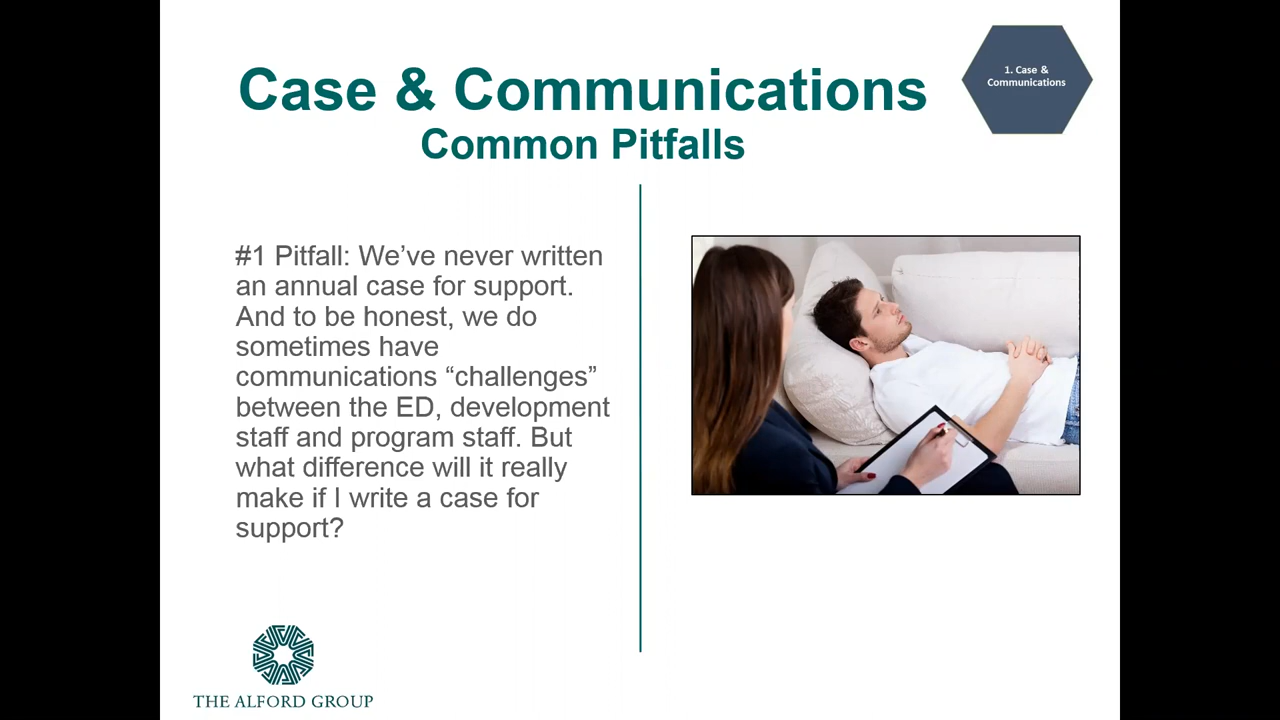 Case & Communications
Common Pitfalls
1. Case &
Communications
#1 Pitfall: We’ve never written
an annual case for support.
And to be honest, we do
sometimes have
communications “challenges”
between the ED, development
staff and program staff. But
what difference will it really
make if I write a case for
support?
THE ALFORD GROUP